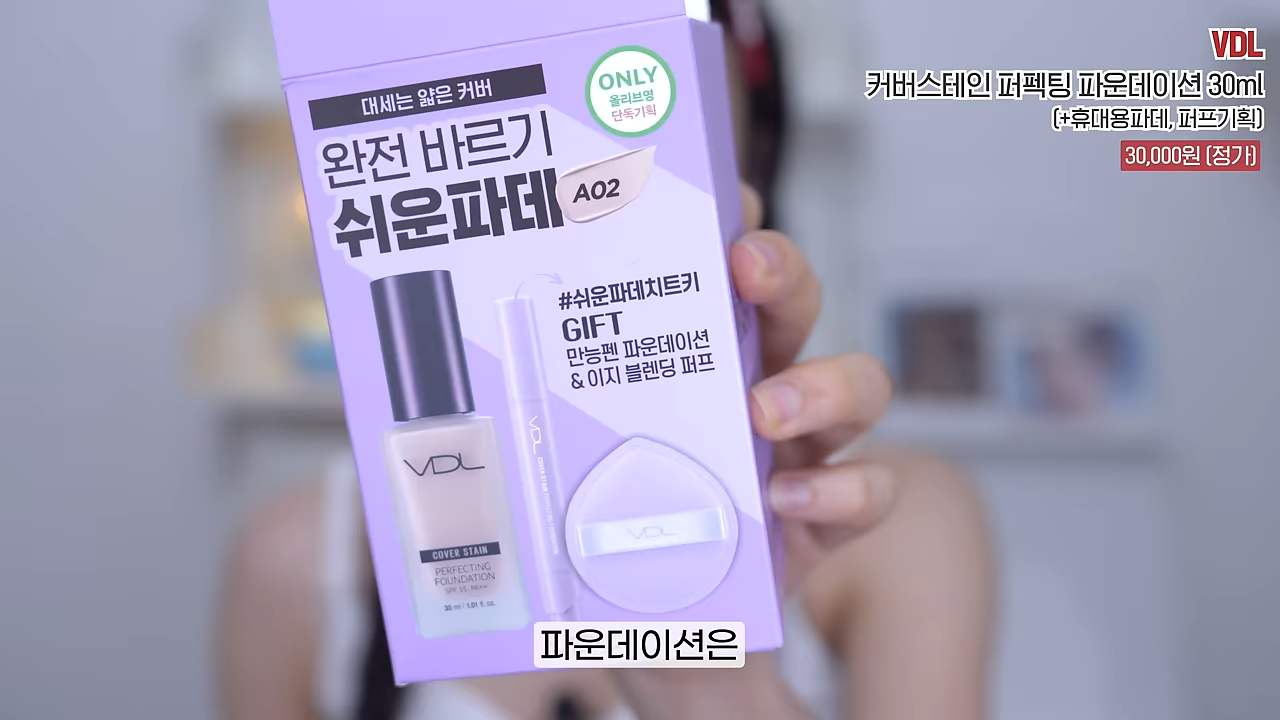 VDL
커버스테인 퍼펙팅 파운데이션 30ml
(+휴대용파데, 퍼프기획)
30,000원 (정가)
ONLY
올리브영
단독기획
대세는 얇은 커버
완전 바르기
쉬운파데
A02
#쉬운파데치트키
GIFT
만능펜 파운데이션
& 이지 블렌딩 퍼프
VDL
COVER STAIN
PERFECTING
FOUNDATION
SPF 35, PA++
30 ml / 1.01 fl. oz.
VDL
COVER STAIN
VDL
파운데이션은